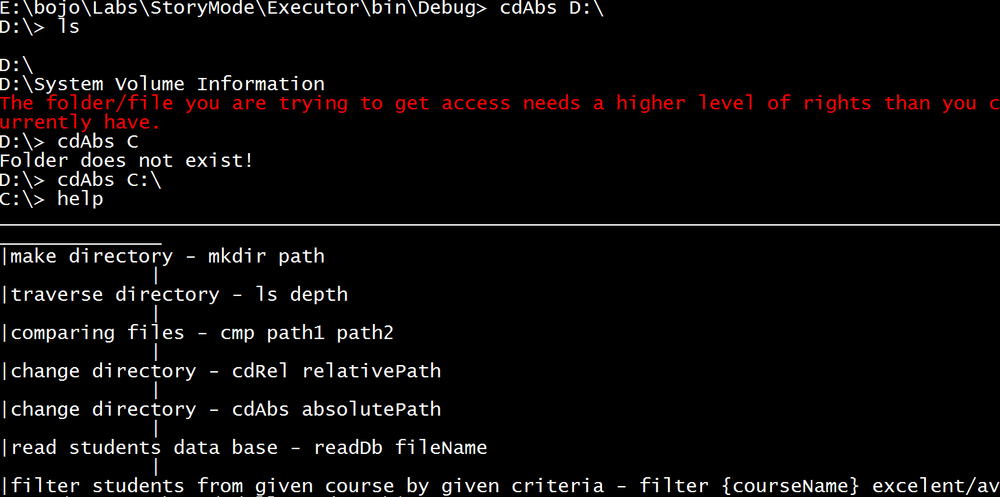 E:\bojo\Labs\StoryMode\Executor\bin\Debug> cdAbs D:\
D:\> ls
D:\
D:\System Volume Information
The folder/file you are trying to get access needs a higher level of rights than you c
urrently have.
D:\> cdAbs C
Folder does not exist!
D:\> cdAbs C:\
C:\> help
|make directory - mkdir path
|
|traverse directory - ls depth
|
|comparing files - cmp path1 path2
|
|change directory - cdRel relativePath
|
|change directory - cdAbs absolutePath
|
|read students data base - readDb fileName
|
|filter students from given course by given criteria - filter {courseName} excelent/av